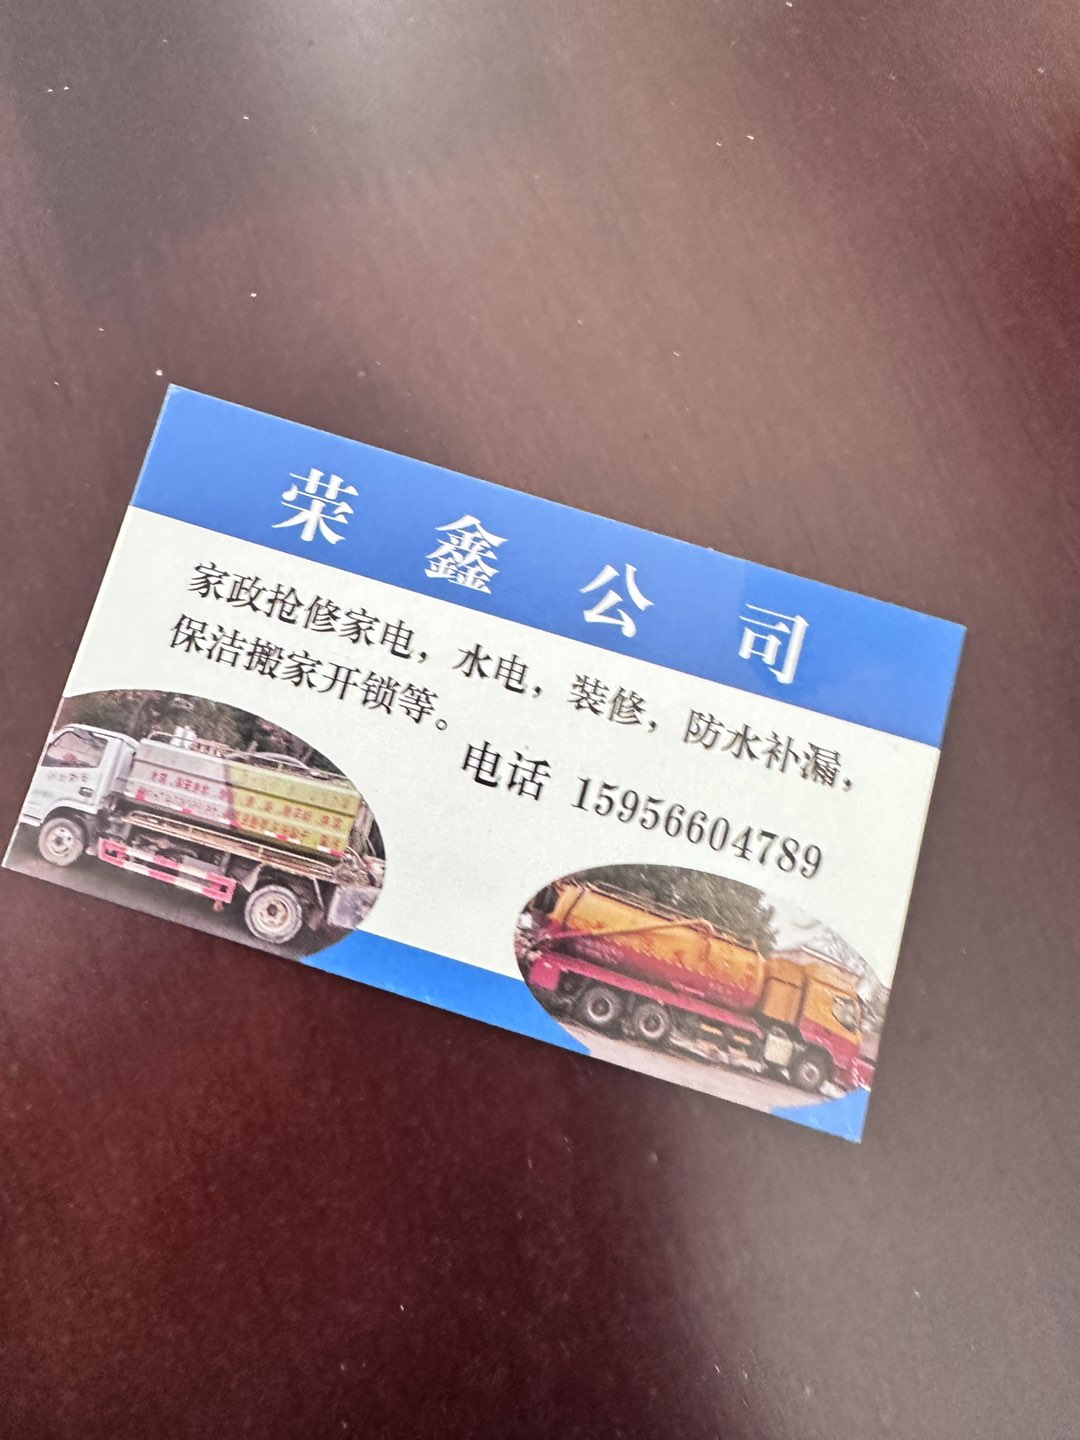 荣鑫公司
家政抢修家电，水电，装修，防水补漏，
保洁搬家开锁等。
电话 15956604789